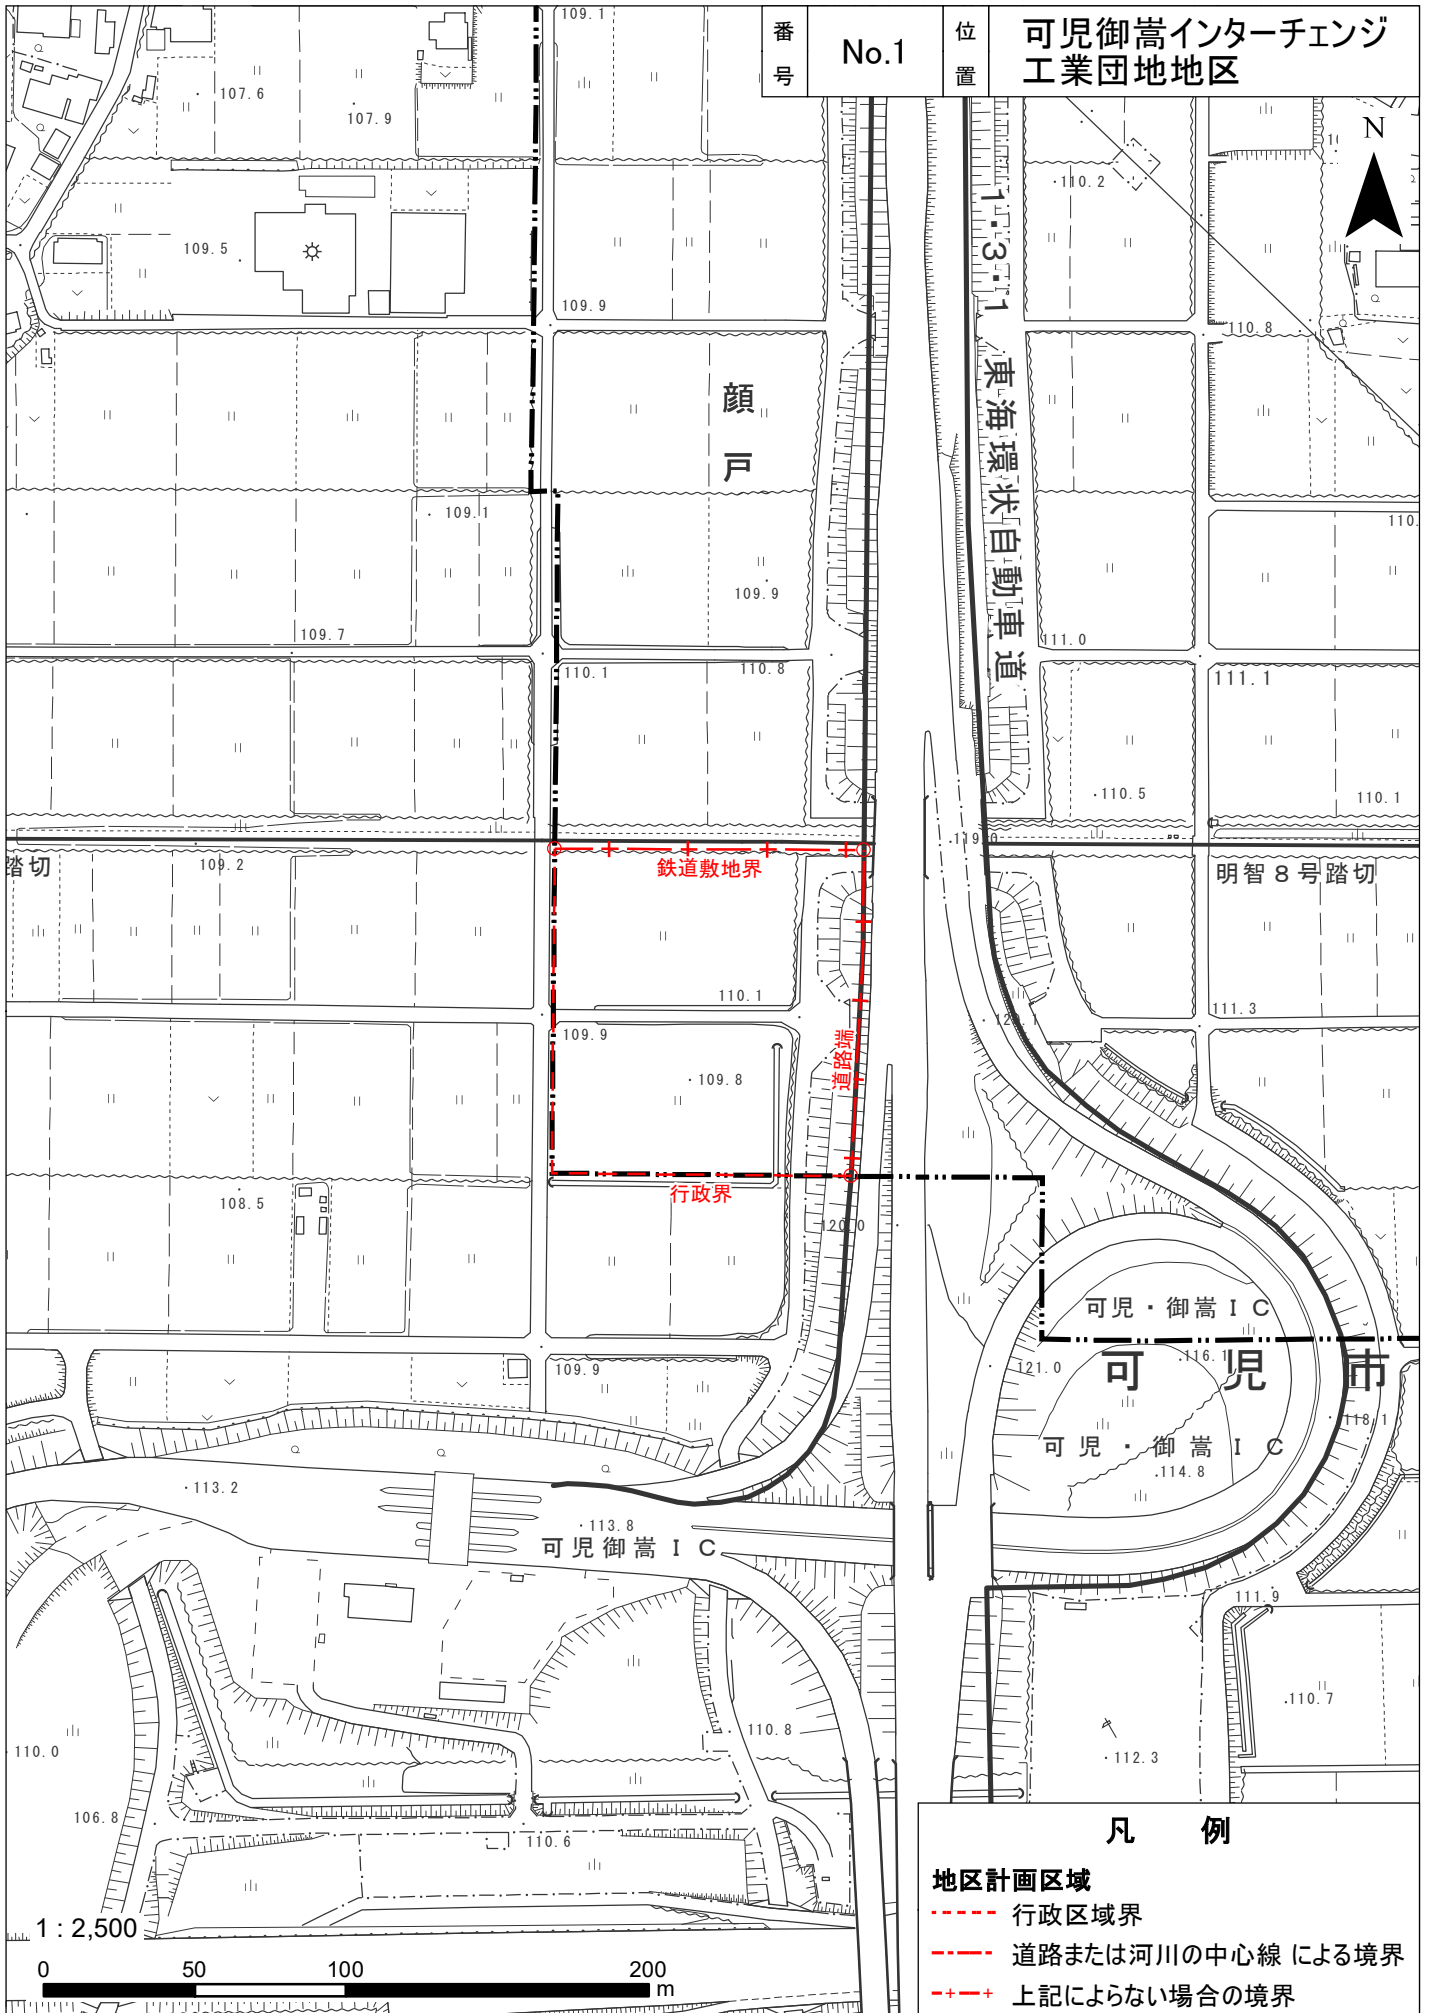 番号
No.1
位置
可児御嵩インターチェンジ
工業団地地区
N
109.1
107.6
107.9
110.2
109.5
109.9
110.8
1・3・1 東海環状自動車道
顔戸
109.1
110.
109.9
109.7
111.0
110.1
110.8
111.1
110.5
110.1
119.0
踏切
109.2
鉄道敷地界
明智8号踏切
110.1
111.3
109.9
道路端
109.8
108.5
行政界
120.0
可児・御嵩IC
109.9
121.0
116.1
可児市
118.1
可児・御嵩IC
114.8
113.2
113.8
可児御嵩IC
111.9
110.7
110.8
110.0
112.3
106.8
110.6
凡例
地区計画区域
行政区域界
道路または河川の中心線 による境界
上記によらない場合の境界
1:2,500
0 50 100 200
m